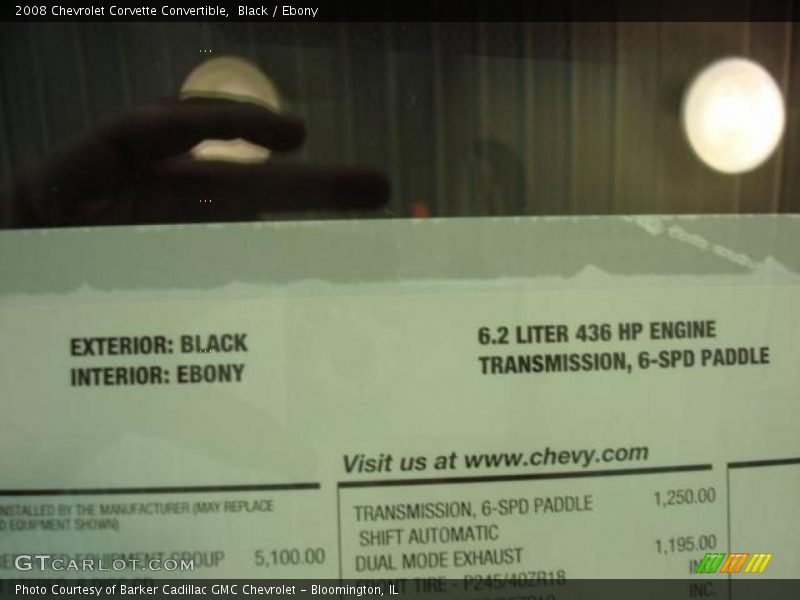 2008 Chevrolet Corvette Convertible,  Black / Ebony
EXTERIOR: BLACK
INTERIOR: EBONY
6.2 LITER 436 HP ENGINE
TRANSMISSION, 6-SPD PADDLE
Visit us at www.chevy.com
INSTALLED BY THE MANUFACTURER (MAY REPLACE
EQUIPMENT SHOWN)
EQUIPMENT GROUP 5,100.00
TRANSMISSION, 6-SPD PADDLE 1,250.00
SHIFT AUTOMATIC
DUAL MODE EXHAUST 1,195.00
FRONT TIRE - P245/40ZR18
INC.
GTCARLOT.COM
Photo Courtesy of Barker Cadillac GMC Chevrolet - Bloomington, IL